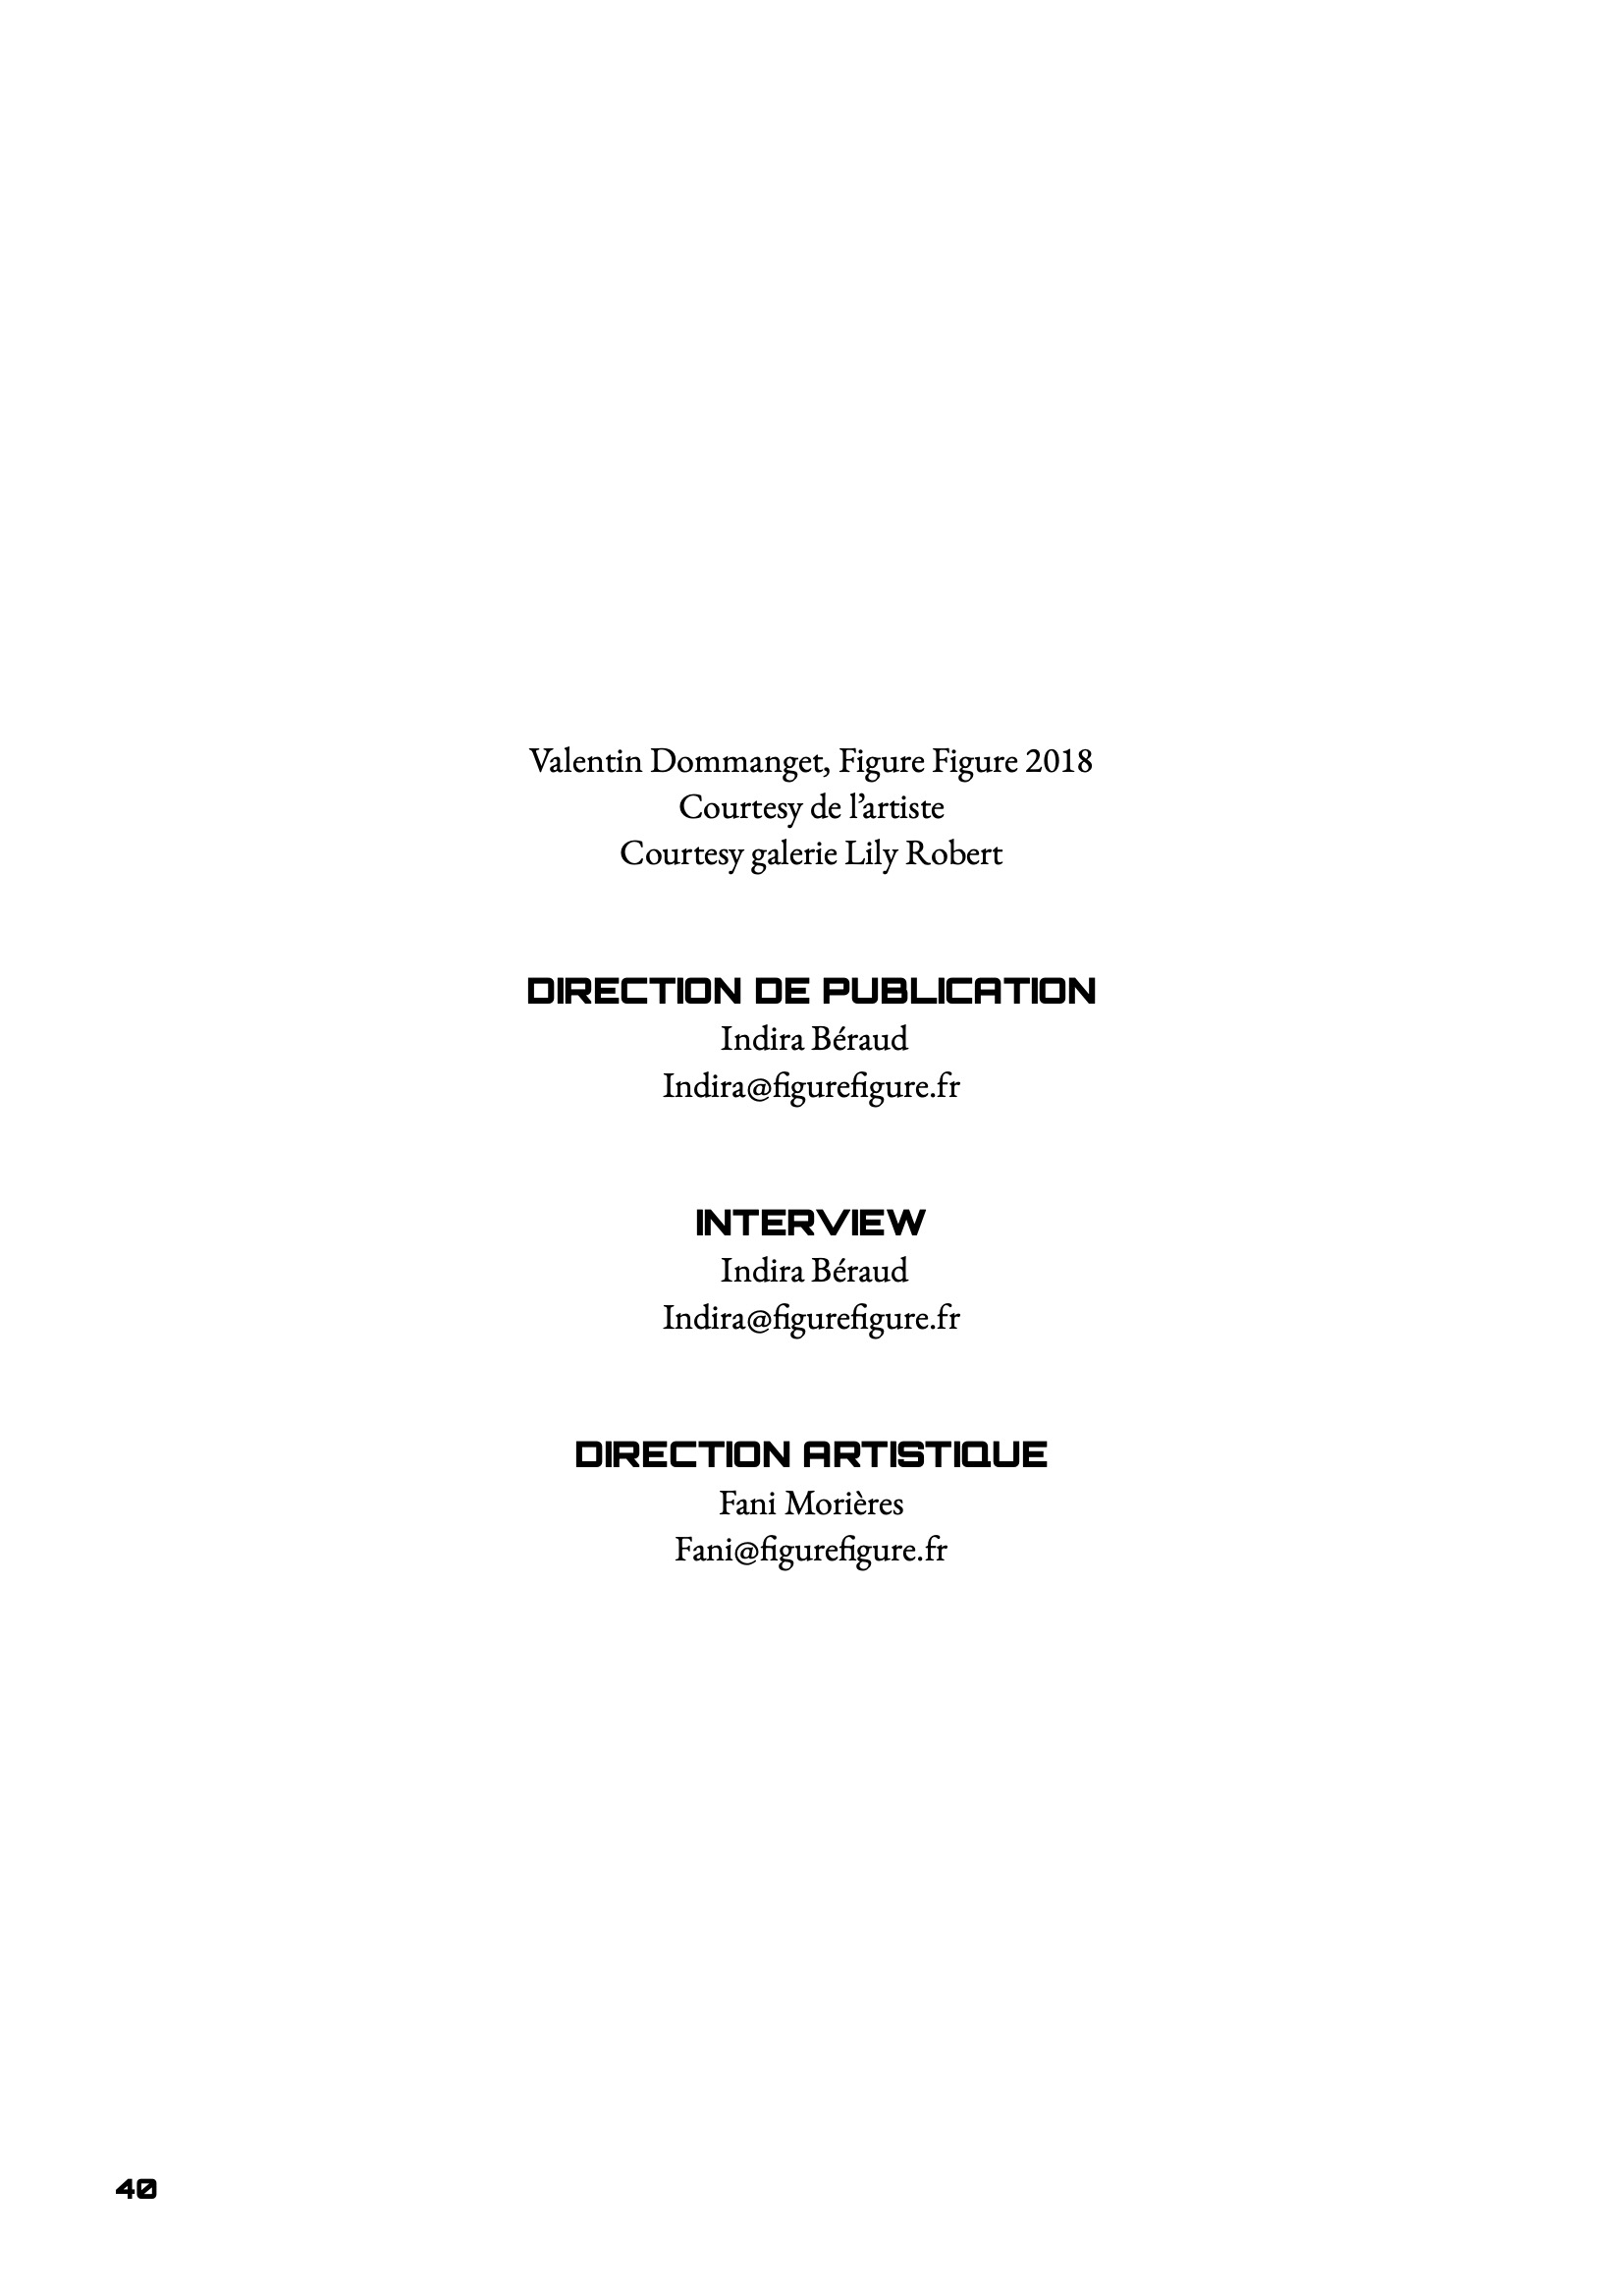 Valentin Dommanget, Figure Figure 2018
Courtesy de l’artiste
Courtesy galerie Lily Robert
DIRECTION DE PUBLICATION
Indira Béraud
Indira@figurefigure.fr
INTERVIEW
Indira Béraud
Indira@figurefigure.fr
DIRECTION ARTISTIQUE
Fani Morières
Fani@figurefigure.fr
40